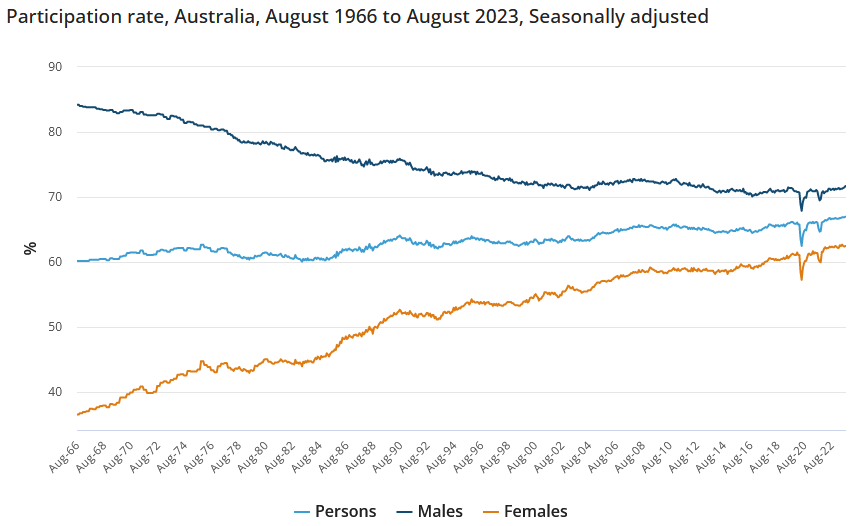 Participation rate, Australia, August 1966 to August 2023, Seasonally adjusted
90
80
70
60
50
40
%
Aug-66
Aug-68
Aug-70
Aug-72
Aug-74
Aug-76
Aug-78
Aug-80
Aug-82
Aug-84
Aug-86
Aug-88
Aug-90
Aug-92
Aug-94
Aug-96
Aug-98
Aug-00
Aug-02
Aug-04
Aug-06
Aug-08
Aug-10
Aug-12
Aug-14
Aug-16
Aug-18
Aug-20
Aug-22
Persons Males Females